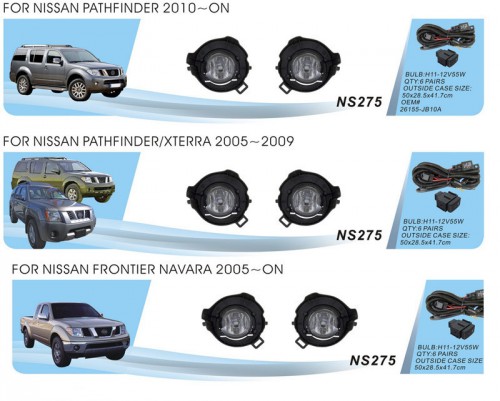 FOR NISSAN PATHFINDER 2010~ON
BULB:H11-12V55W
QTY:6 PAIRS
OUTSIDE CASE SIZE:
50x28.5x41.7cm
OEM#
26155-JB10A
NS275
FOR NISSAN PATHFINDER/XTERRA 2005~2009
BULB:H11-12V55W
QTY:6 PAIRS
OUTSIDE CASE SIZE:
50x28.5x41.7cm
NS275
FOR NISSAN FRONTIER NAVARA 2005~ON
BULB:H11-12V55W
QTY:6 PAIRS
OUTSIDE CASE SIZE:
50x28.5x41.7cm
NS275